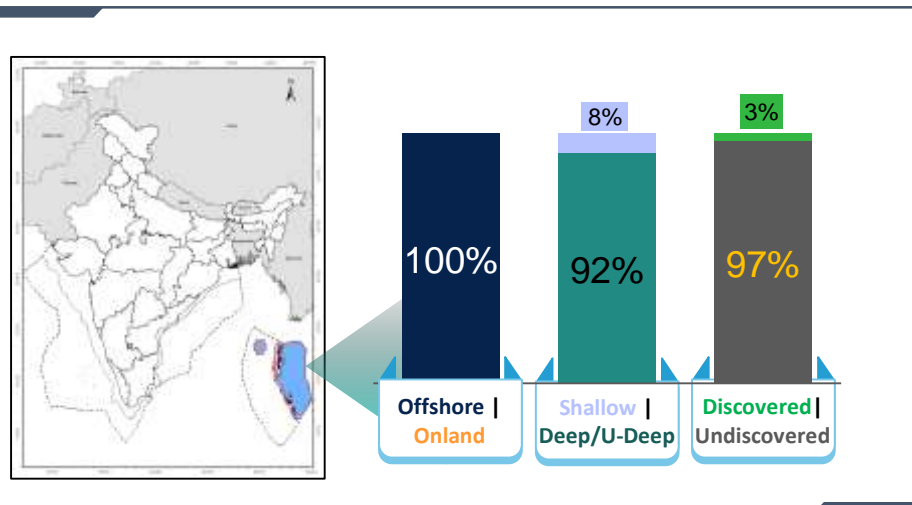 8%
3%
100%
92%
97%
Offshore |
Onland
Shallow |
Deep/U-Deep
Discovered|
Undiscovered